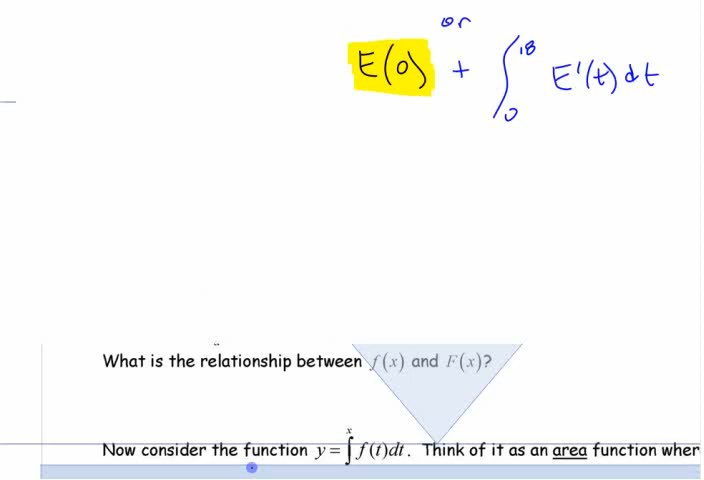 or
E(0) + ∫₀¹⁸ E'(t) dt
What is the relationship between f(x) and F(x)?
Now consider the function y = ∫ˣ f(t)dt. Think of it as an area function wher